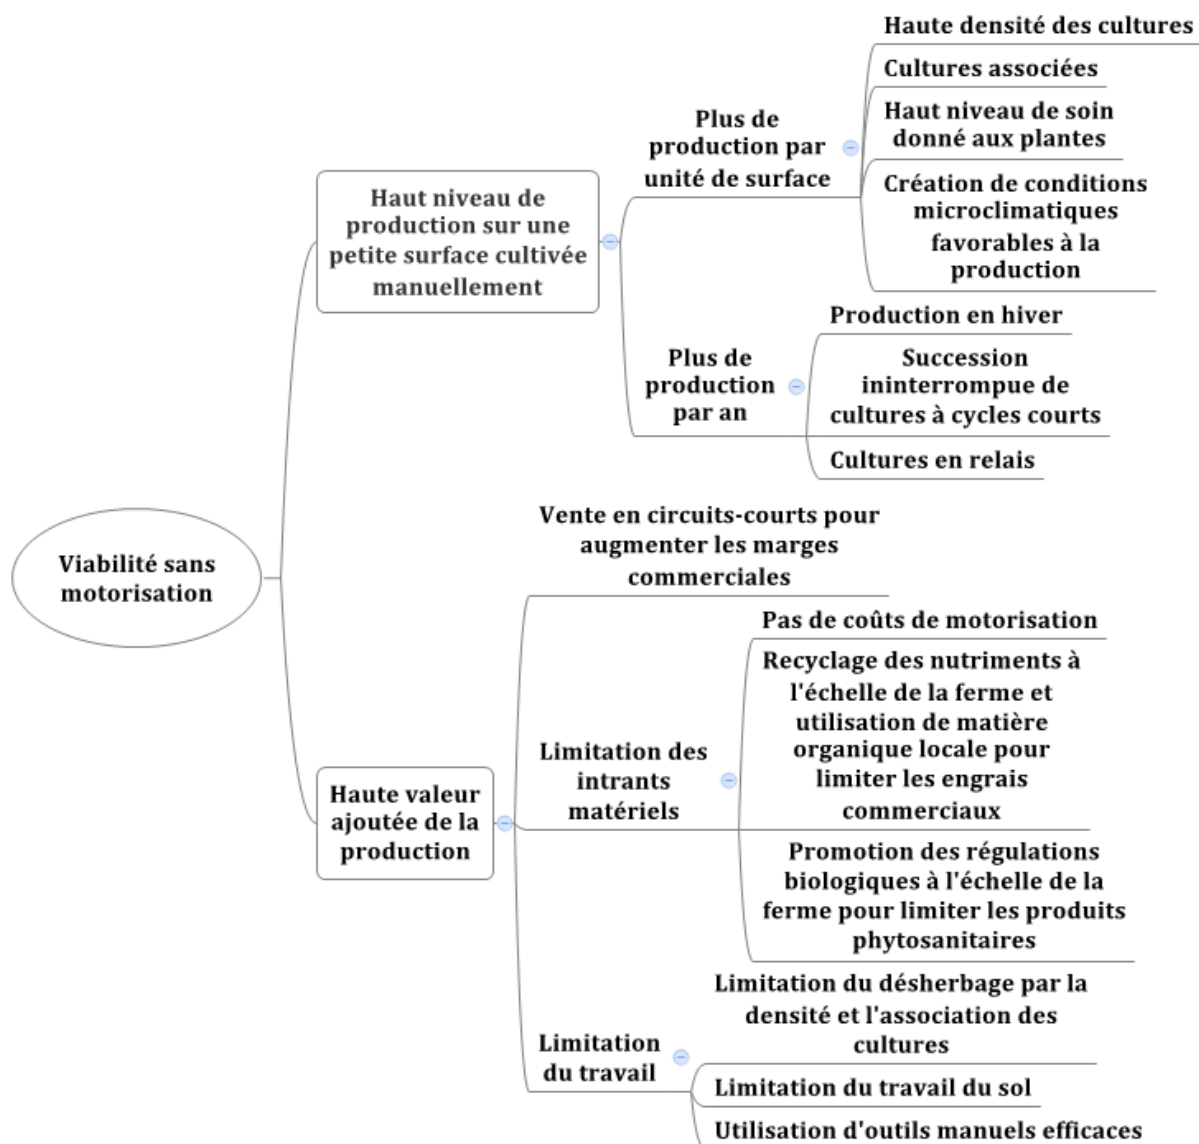 Viabilité sans
motorisation
Haut niveau de
production sur une
petite surface cultivée
manuellement
Plus de
production par
unité de surface
Haute densité des cultures
Cultures associées
Haut niveau de soin
donné aux plantes
Création de conditions
microclimatiques
favorables à la
production
Plus de
production
par an
Production en hiver
Succession
ininterrompue de
cultures à cycles courts
Cultures en relais
Haute valeur
ajoutée de la
production
Vente en circuits-courts pour
augmenter les marges
commerciales
Limitation des
intrants
matériels
Pas de coûts de motorisation
Recyclage des nutriments à
l'échelle de la ferme et
utilisation de matière
organique locale pour
limiter les engrais
commerciaux
Promotion des régulations
biologiques à l'échelle de la
ferme pour limiter les produits
phytosanitaires
Limitation
du travail
Limitation du désherbage par la
densité et l'association des
cultures
Limitation du travail du sol
Utilisation d'outils manuels efficaces